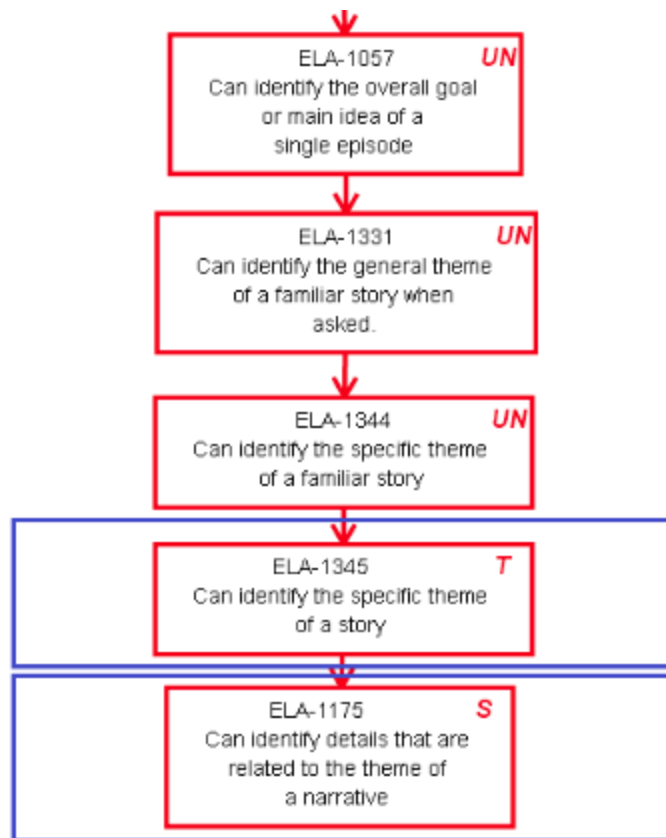 ELA-1057 UN
Can identify the overall goal
or main idea of a
single episode
ELA-1331 UN
Can identify the general theme
of a familiar story when
asked.
ELA-1344 UN
Can identify the specific theme
of a familiar story
ELA-1345 T
Can identify the specific theme
of a story
ELA-1175 S
Can identify details that are
related to the theme of
a narrative